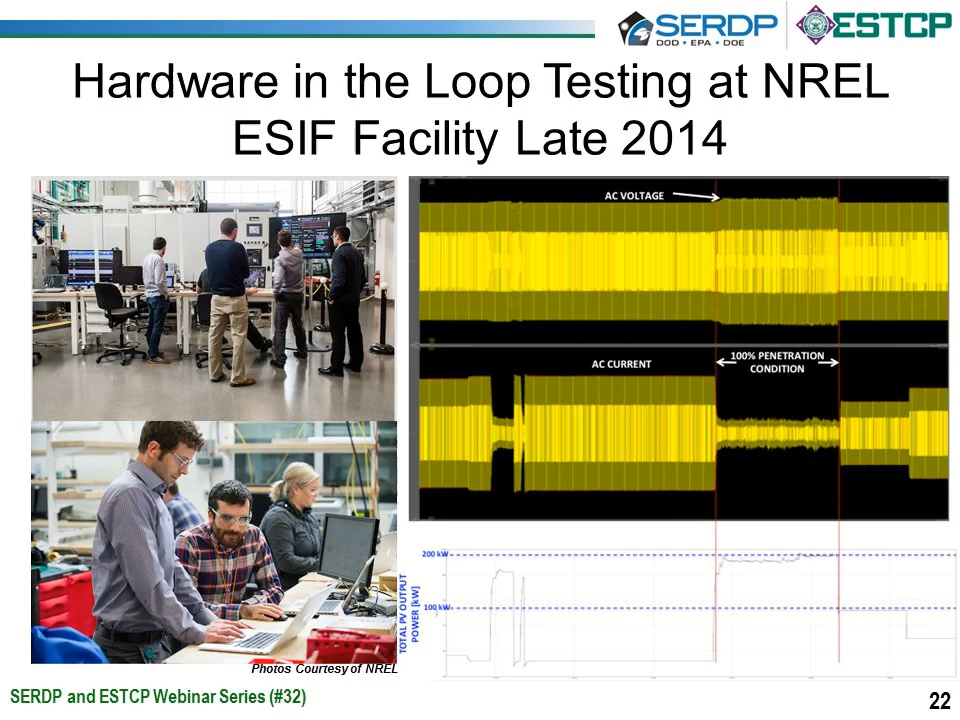 SERDP
DOD • EPA • DOE
ESTCP
Hardware in the Loop Testing at NREL
ESIF Facility Late 2014
AC VOLTAGE
AC CURRENT
100% PENETRATION
CONDITION
200 kW
100 kW
TOTAL PV OUTPUT
POWER [kW]
Photos Courtesy of NREL
SERDP and ESTCP Webinar Series (#32)
22